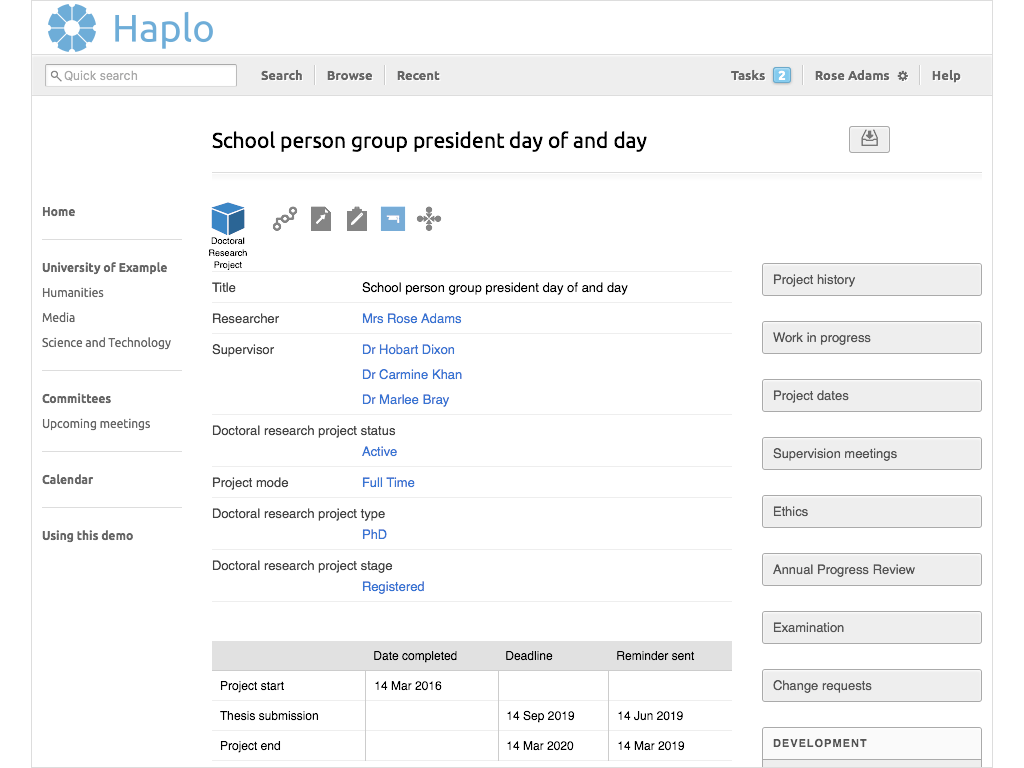 Haplo
Quick search
Search
Browse
Recent
Tasks 2
Rose Adams
Help
School person group president day of and day
Home
University of Example
Humanities
Media
Science and Technology
Committees
Upcoming meetings
Calendar
Using this demo
Doctoral
Research
Project
Title School person group president day of and day
Researcher Mrs Rose Adams
Supervisor Dr Hobart Dixon
Dr Carmine Khan
Dr Marlee Bray
Doctoral research project status
Active
Project mode Full Time
Doctoral research project type
PhD
Doctoral research project stage
Registered
Date completed Deadline Reminder sent
Project start 14 Mar 2016
Thesis submission 14 Sep 2019 14 Jun 2019
Project end 14 Mar 2020 14 Mar 2019
Project history
Work in progress
Project dates
Supervision meetings
Ethics
Annual Progress Review
Examination
Change requests
DEVELOPMENT